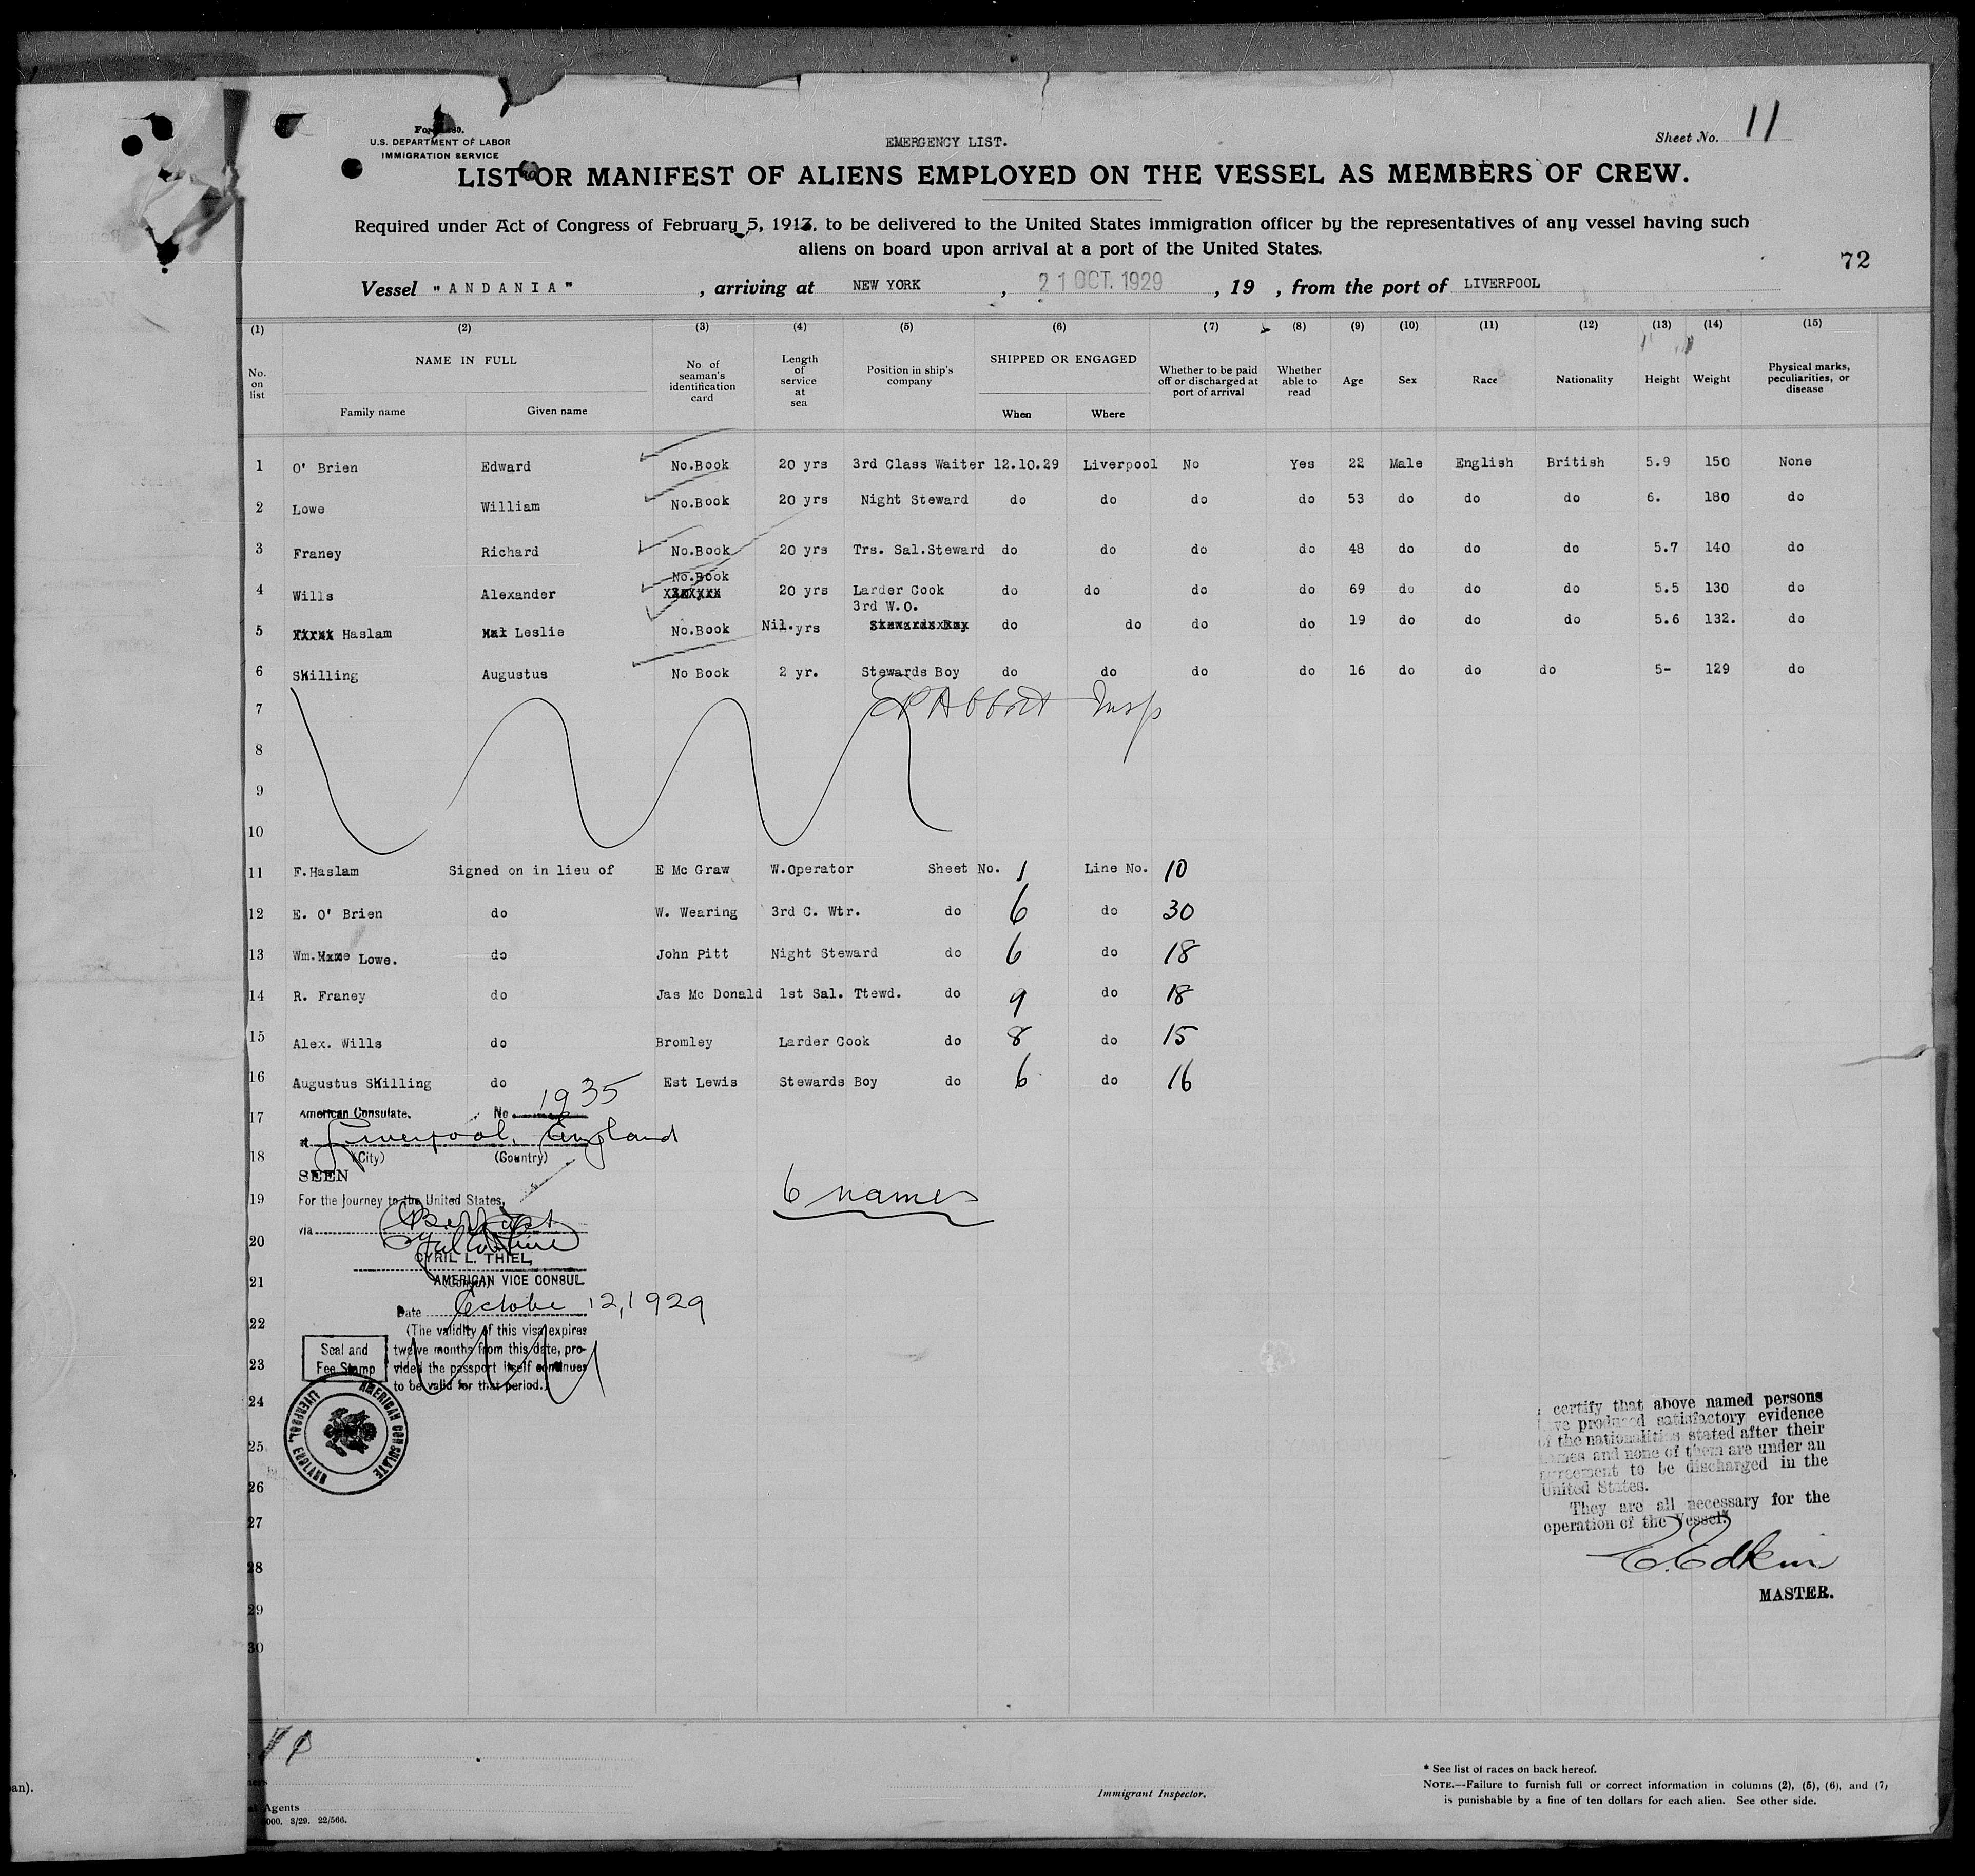 U.S. DEPARTMENT OF LABOR
IMMIGRATION SERVICE
EMERGENCY LIST.
Sheet No. 11
LIST OR MANIFEST OF ALIENS EMPLOYED ON THE VESSEL AS MEMBERS OF CREW.
Required under Act of Congress of February 5, 1917, to be delivered to the United States immigration officer by the representatives of any vessel having such
aliens on board upon arrival at a port of the United States.
72
Vessel "ANDANIA", arriving at NEW YORK, 21 OCT. 1929, 19 , from the port of LIVERPOOL
(1) (2) (3) (4) (5) (6) (7) (8) (9) (10) (11) (12) (13) (14) (15)
No. on list NAME IN FULL Family name Given name No. of seaman's identification card Length of service at sea Position in ship's company SHIPPED OR ENGAGED When Where Whether to be paid off or discharged at port of arrival Whether able to read Age Sex Race Nationality Height Weight Physical marks, peculiarities, or disease
1 O' Brien Edward No.Book 20 yrs 3rd Class Waiter 12.10.29 Liverpool No Yes 22 Male English British 5.9 150 None
2 Lowe William No.Book 20 yrs Night Steward do do do do 53 do do do 6. 180 do
3 Franey Richard No.Book 20 yrs Trs. Sal.Steward do do do do 48 do do do 5.7 140 do
4 Wills Alexander No.Book 20 yrs Larder Cook do do do do 69 do do do 5.5 130 do
5 Haslam Leslie No.Book Nil.yrs 3rd W.O. do do do do 19 do do do 5.6 132. do
6 SKilling Augustus No Book 2 yr. Stewards Boy do do do do 16 do do do 5- 129 do
7 Abbott Insp
8
9
10
11 F.Haslam Signed on in lieu of E Mc Graw W.Operator Sheet No. 1 Line No. 10
12 E. O' Brien do W. Wearing 3rd C. Wtr. do 6 do 30
13 Wm. Lowe. do John Pitt Night Steward do 6 do 18
14 R. Franey do Jas Mc Donald 1st Sal. Ttewd. do 9 do 18
15 Alex. Wills do Bromley Larder Cook do 8 do 15
16 Augustus SKilling do Est Lewis Stewards Boy do 6 do 16
17 American Consulate. No 1935
at Liverpool, England
18 (City) (Country)
SEEN
19 For the Journey to the United States,
6 names
via Belfast
20
CYRIL L. THIEL,
21 AMERICAN VICE CONSUL
Date October 12, 1929
22 (The validity of this visa expires
Seal and twelve months from this date, pro-
23 Fee Stamp vided the passport itself continues
to be valid for that period.)
24
AMERICAN CONSULATE
LIVERPOOL, ENGLAND
25
26
27
28
29
30
I certify that above named persons
have produced satisfactory evidence
of the nationalities stated after their
names and none of them are under an
agreement to be discharged in the
United States.
They are all necessary for the
operation of the Vessel.
MASTER.
an).
Agents
000. 3/29. 22/566.
Immigrant Inspector.
* See list of races on back hereof.
NOTE.—Failure to furnish full or correct information in columns (2), (5), (6), and (7)
is punishable by a fine of ten dollars for each alien. See other side.